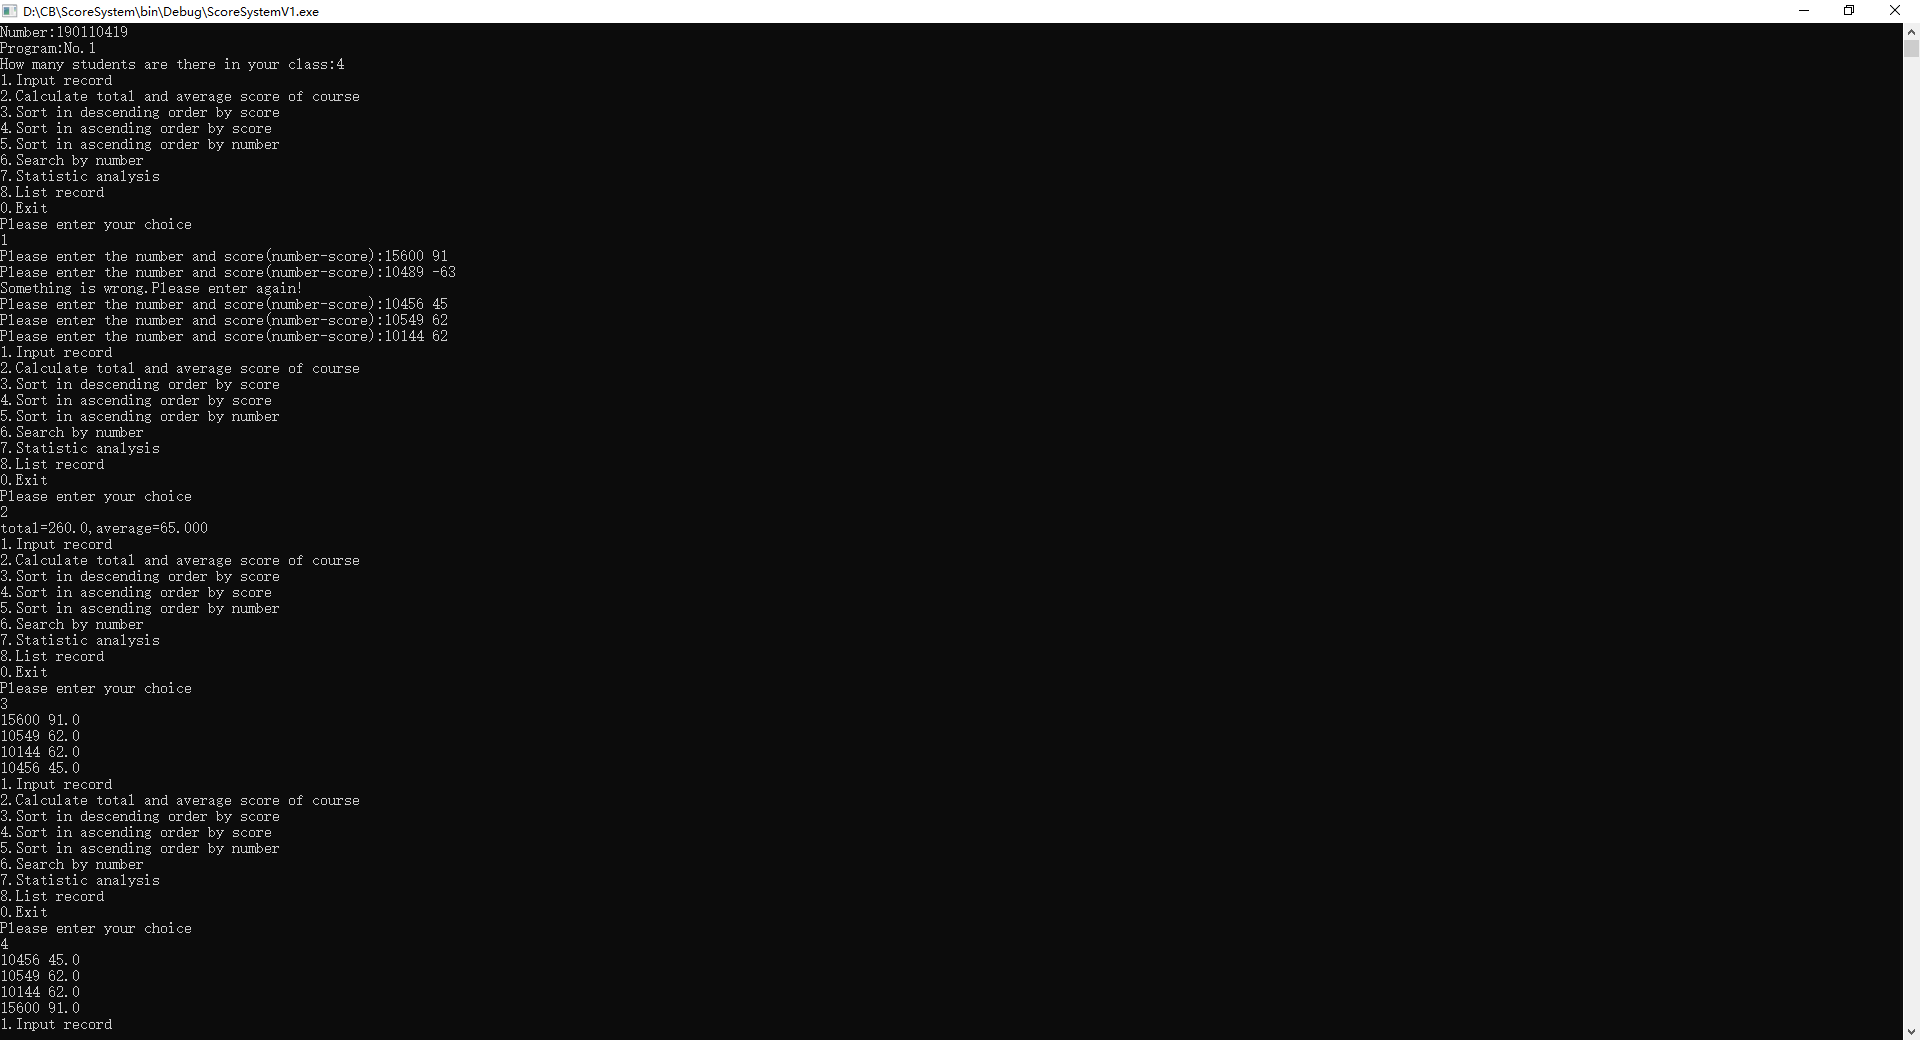 D:\CB\ScoreSystem\bin\Debug\ScoreSystemV1.exe
Number:190110419
Program:No.1
How many students are there in your class:4
1.Input record
2.Calculate total and average score of course
3.Sort in descending order by score
4.Sort in ascending order by score
5.Sort in ascending order by number
6.Search by number
7.Statistic analysis
8.List record
0.Exit
Please enter your choice
1
Please enter the number and score(number-score):15600 91
Please enter the number and score(number-score):10489 -63
Something is wrong.Please enter again!
Please enter the number and score(number-score):10456 45
Please enter the number and score(number-score):10549 62
Please enter the number and score(number-score):10144 62
1.Input record
2.Calculate total and average score of course
3.Sort in descending order by score
4.Sort in ascending order by score
5.Sort in ascending order by number
6.Search by number
7.Statistic analysis
8.List record
0.Exit
Please enter your choice
2
total=260.0,average=65.000
1.Input record
2.Calculate total and average score of course
3.Sort in descending order by score
4.Sort in ascending order by score
5.Sort in ascending order by number
6.Search by number
7.Statistic analysis
8.List record
0.Exit
Please enter your choice
3
15600 91.0
10549 62.0
10144 62.0
10456 45.0
1.Input record
2.Calculate total and average score of course
3.Sort in descending order by score
4.Sort in ascending order by score
5.Sort in ascending order by number
6.Search by number
7.Statistic analysis
8.List record
0.Exit
Please enter your choice
4
10456 45.0
10549 62.0
10144 62.0
15600 91.0
1.Input record